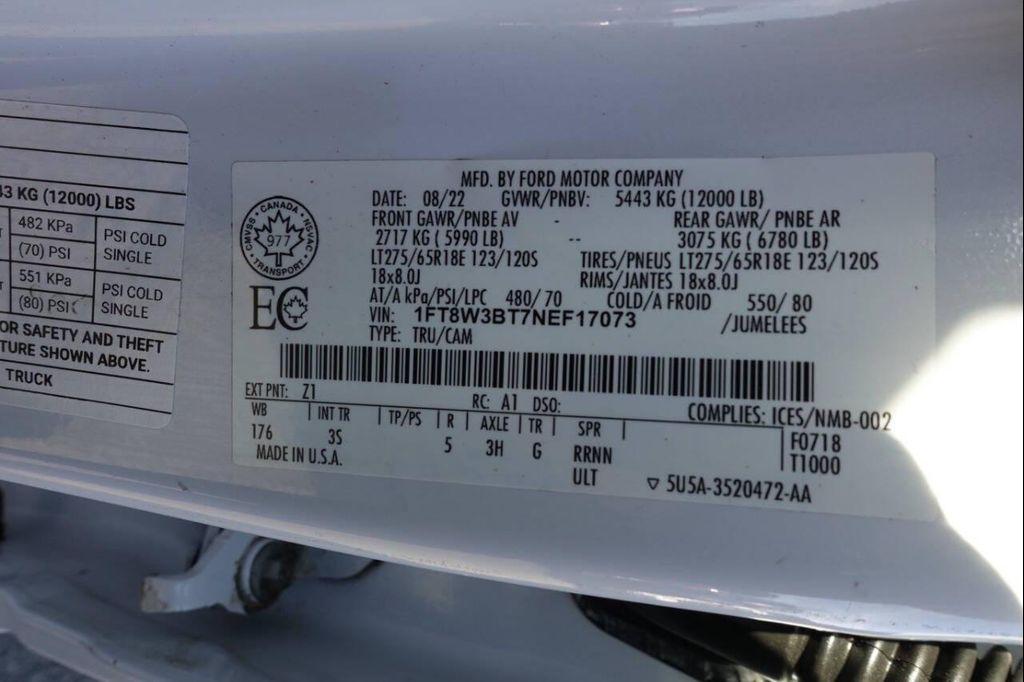 43 KG (12000) LBS
482 KPa
(70) PSI
PSI COLD
SINGLE
551 KPa
(80) PSI
PSI COLD
SINGLE
OR SAFETY AND THEFT
TURE SHOWN ABOVE.
TRUCK
CANADA
CMVSS
NSVAC
977
TRANSPORT
EC
MFD. BY FORD MOTOR COMPANY
DATE: 08/22 GVWR/PNBV: 5443 KG (12000 LB)
FRONT GAWR/PNBE AV REAR GAWR/ PNBE AR
2717 KG ( 5990 LB) -- 3075 KG ( 6780 LB)
LT275/65R18E 123/120S TIRES/PNEUS LT275/65R18E 123/120S
18x8.0J RIMS/JANTES 18x8.0J
AT/A kPa/PSI/LPC 480/ 70 COLD/A FROID 550/ 80
VIN: 1FT8W3BT7NEF17073 /JUMELEES
TYPE: TRU/CAM
EXT PNT: Z1 RC: A1 DSO: COMPLIES: ICES/NMB-002
WB INT TR TP/PS R AXLE TR SPR F0718
176 3S 5 3H G RRNN T1000
MADE IN U.S.A. ULT 5U5A-3520472-AA